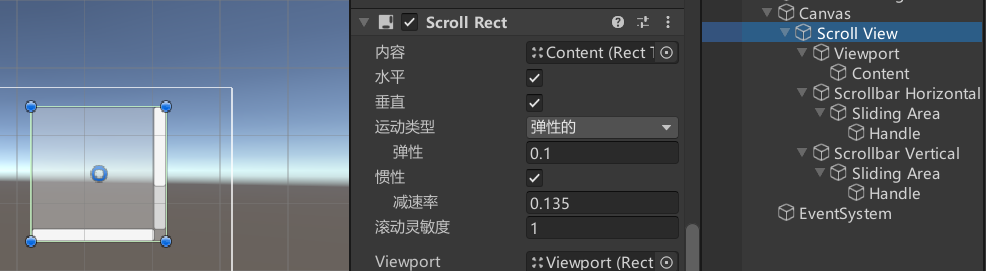 Scroll Rect
内容
Content (Rect T
水平
垂直
运动类型
弹性的
弹性
0.1
惯性
减速率
0.135
滚动灵敏度
1
Viewport
Viewport (Rect
Canvas
Scroll View
Viewport
Content
Scrollbar Horizontal
Sliding Area
Handle
Scrollbar Vertical
Sliding Area
Handle
EventSystem